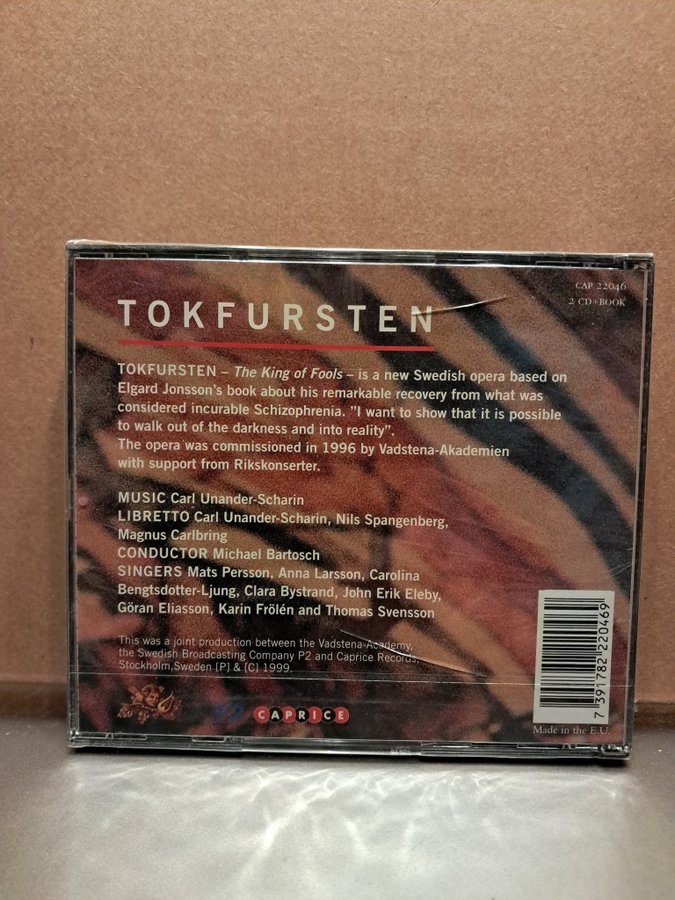 CAP 22046
2 CD+BOOK
TOKFURSTEN
TOKFURSTEN – The King of Fools – is a new Swedish opera based on
Elgard Jonsson's book about his remarkable recovery from what was
considered incurable Schizophrenia. "I want to show that it is possible
to walk out of the darkness and into reality".
The opera was commissioned in 1996 by Vadstena-Akademien
with support from Rikskonserter.
MUSIC Carl Unander-Scharin
LIBRETTO Carl Unander-Scharin, Nils Spangenberg,
Magnus Carlbring
CONDUCTOR Michael Bartosch
SINGERS Mats Persson, Anna Larsson, Carolina
Bengtsdotter-Ljung, Clara Bystrand, John Erik Eleby,
Göran Eliasson, Karin Frölén and Thomas Svensson
This was a joint production between the Vadstena-Academy,
the Swedish Broadcasting Company P2 and Caprice Records,
Stockholm,Sweden [P] & [C] 1999.
P2
CAPRICE
7 391782 220469
Made in the E.U.